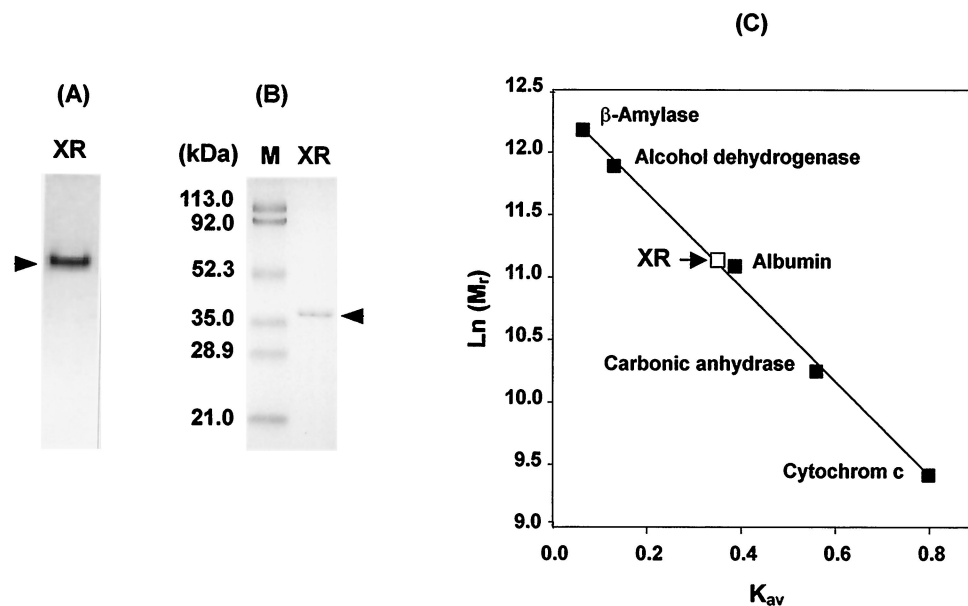 (A)
XR
(B)
(kDa) M XR
113.0
92.0
52.3
35.0
28.9
21.0
(C)
12.5
12.0
11.5
11.0
10.5
10.0
9.5
9.0
Ln (Mr)
β-Amylase
Alcohol dehydrogenase
XR
Albumin
Carbonic anhydrase
Cytochrom c
0.0 0.2 0.4 0.6 0.8
Kav